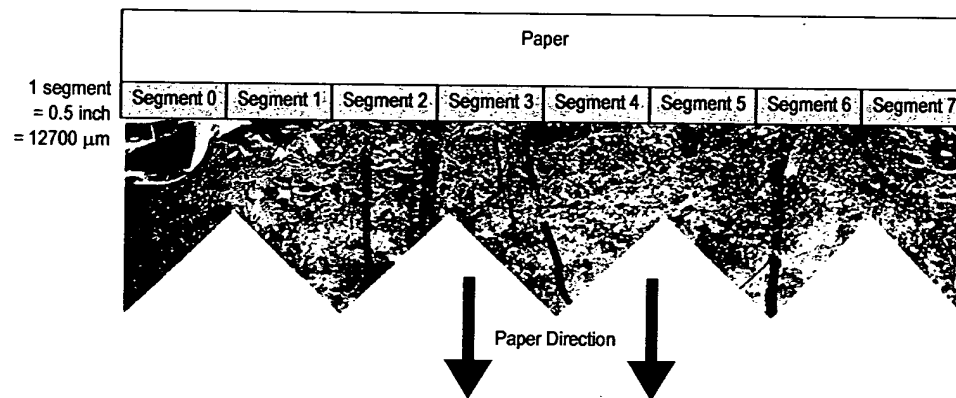 Paper
1 segment
= 0.5 inch
= 12700 μm
Segment 0 Segment 1 Segment 2 Segment 3 Segment 4 Segment 5 Segment 6 Segment 7
Paper Direction